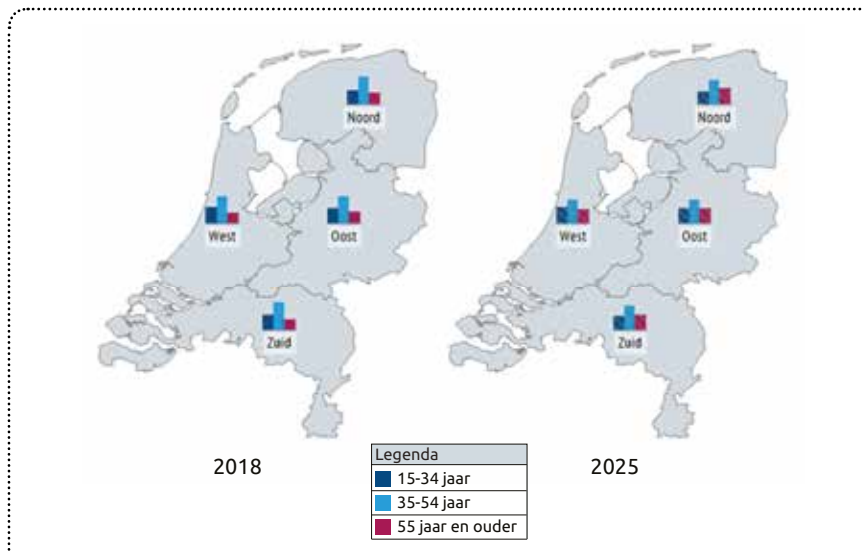 Noord
West
Oost
Zuid
Noord
West
Oost
Zuid
2018
2025
Legenda
15-34 jaar
35-54 jaar
55 jaar en ouder